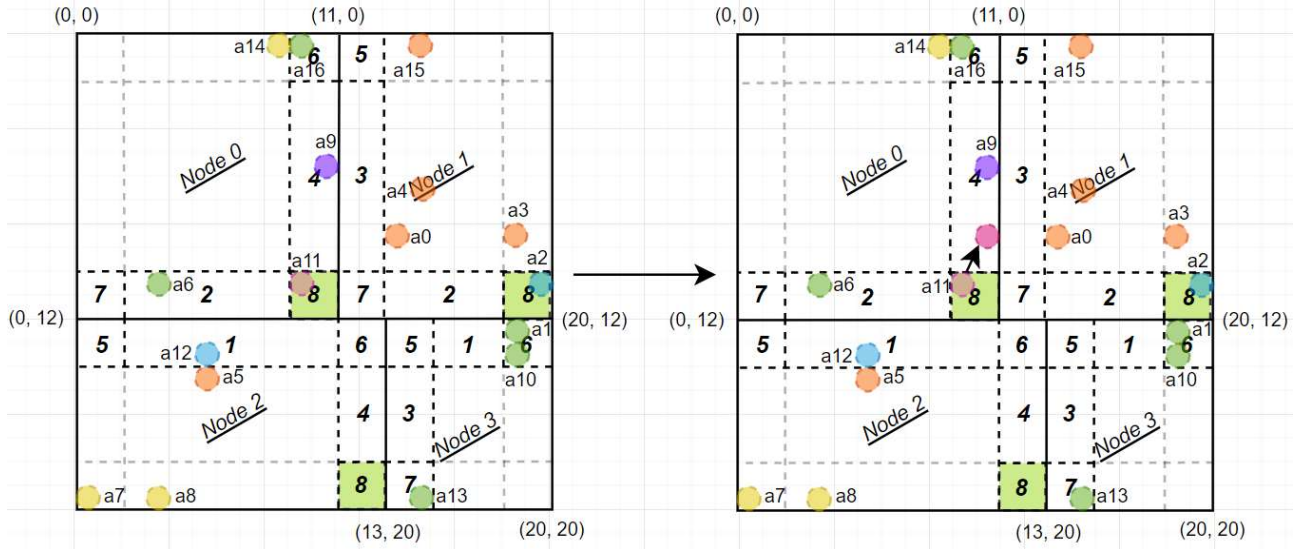 (0, 0) (11, 0) (0, 0) (11, 0)
a14 6 5 a14 6 5
a16 a15 a16 a15
a9 a9
Node 0 4 3 a4 Node 1 Node 0 4 3 a4 Node 1
a3 a3
a0 a0
a11 a2 a2
7 a6 2 8 7 2 8 7 a6 2 a11 8 7 2 8
(0, 12) (20, 12) (0, 12) (20, 12)
5 a12 1 6 5 1 a1 6 5 a12 1 6 5 1 a1 6
a5 a10 a5 a10
Node 2 4 3 Node 3 Node 2 4 3 Node 3
a7 a8 8 7 a13 a7 a8 8 7 a13
(13, 20) (20, 20) (13, 20) (20, 20)